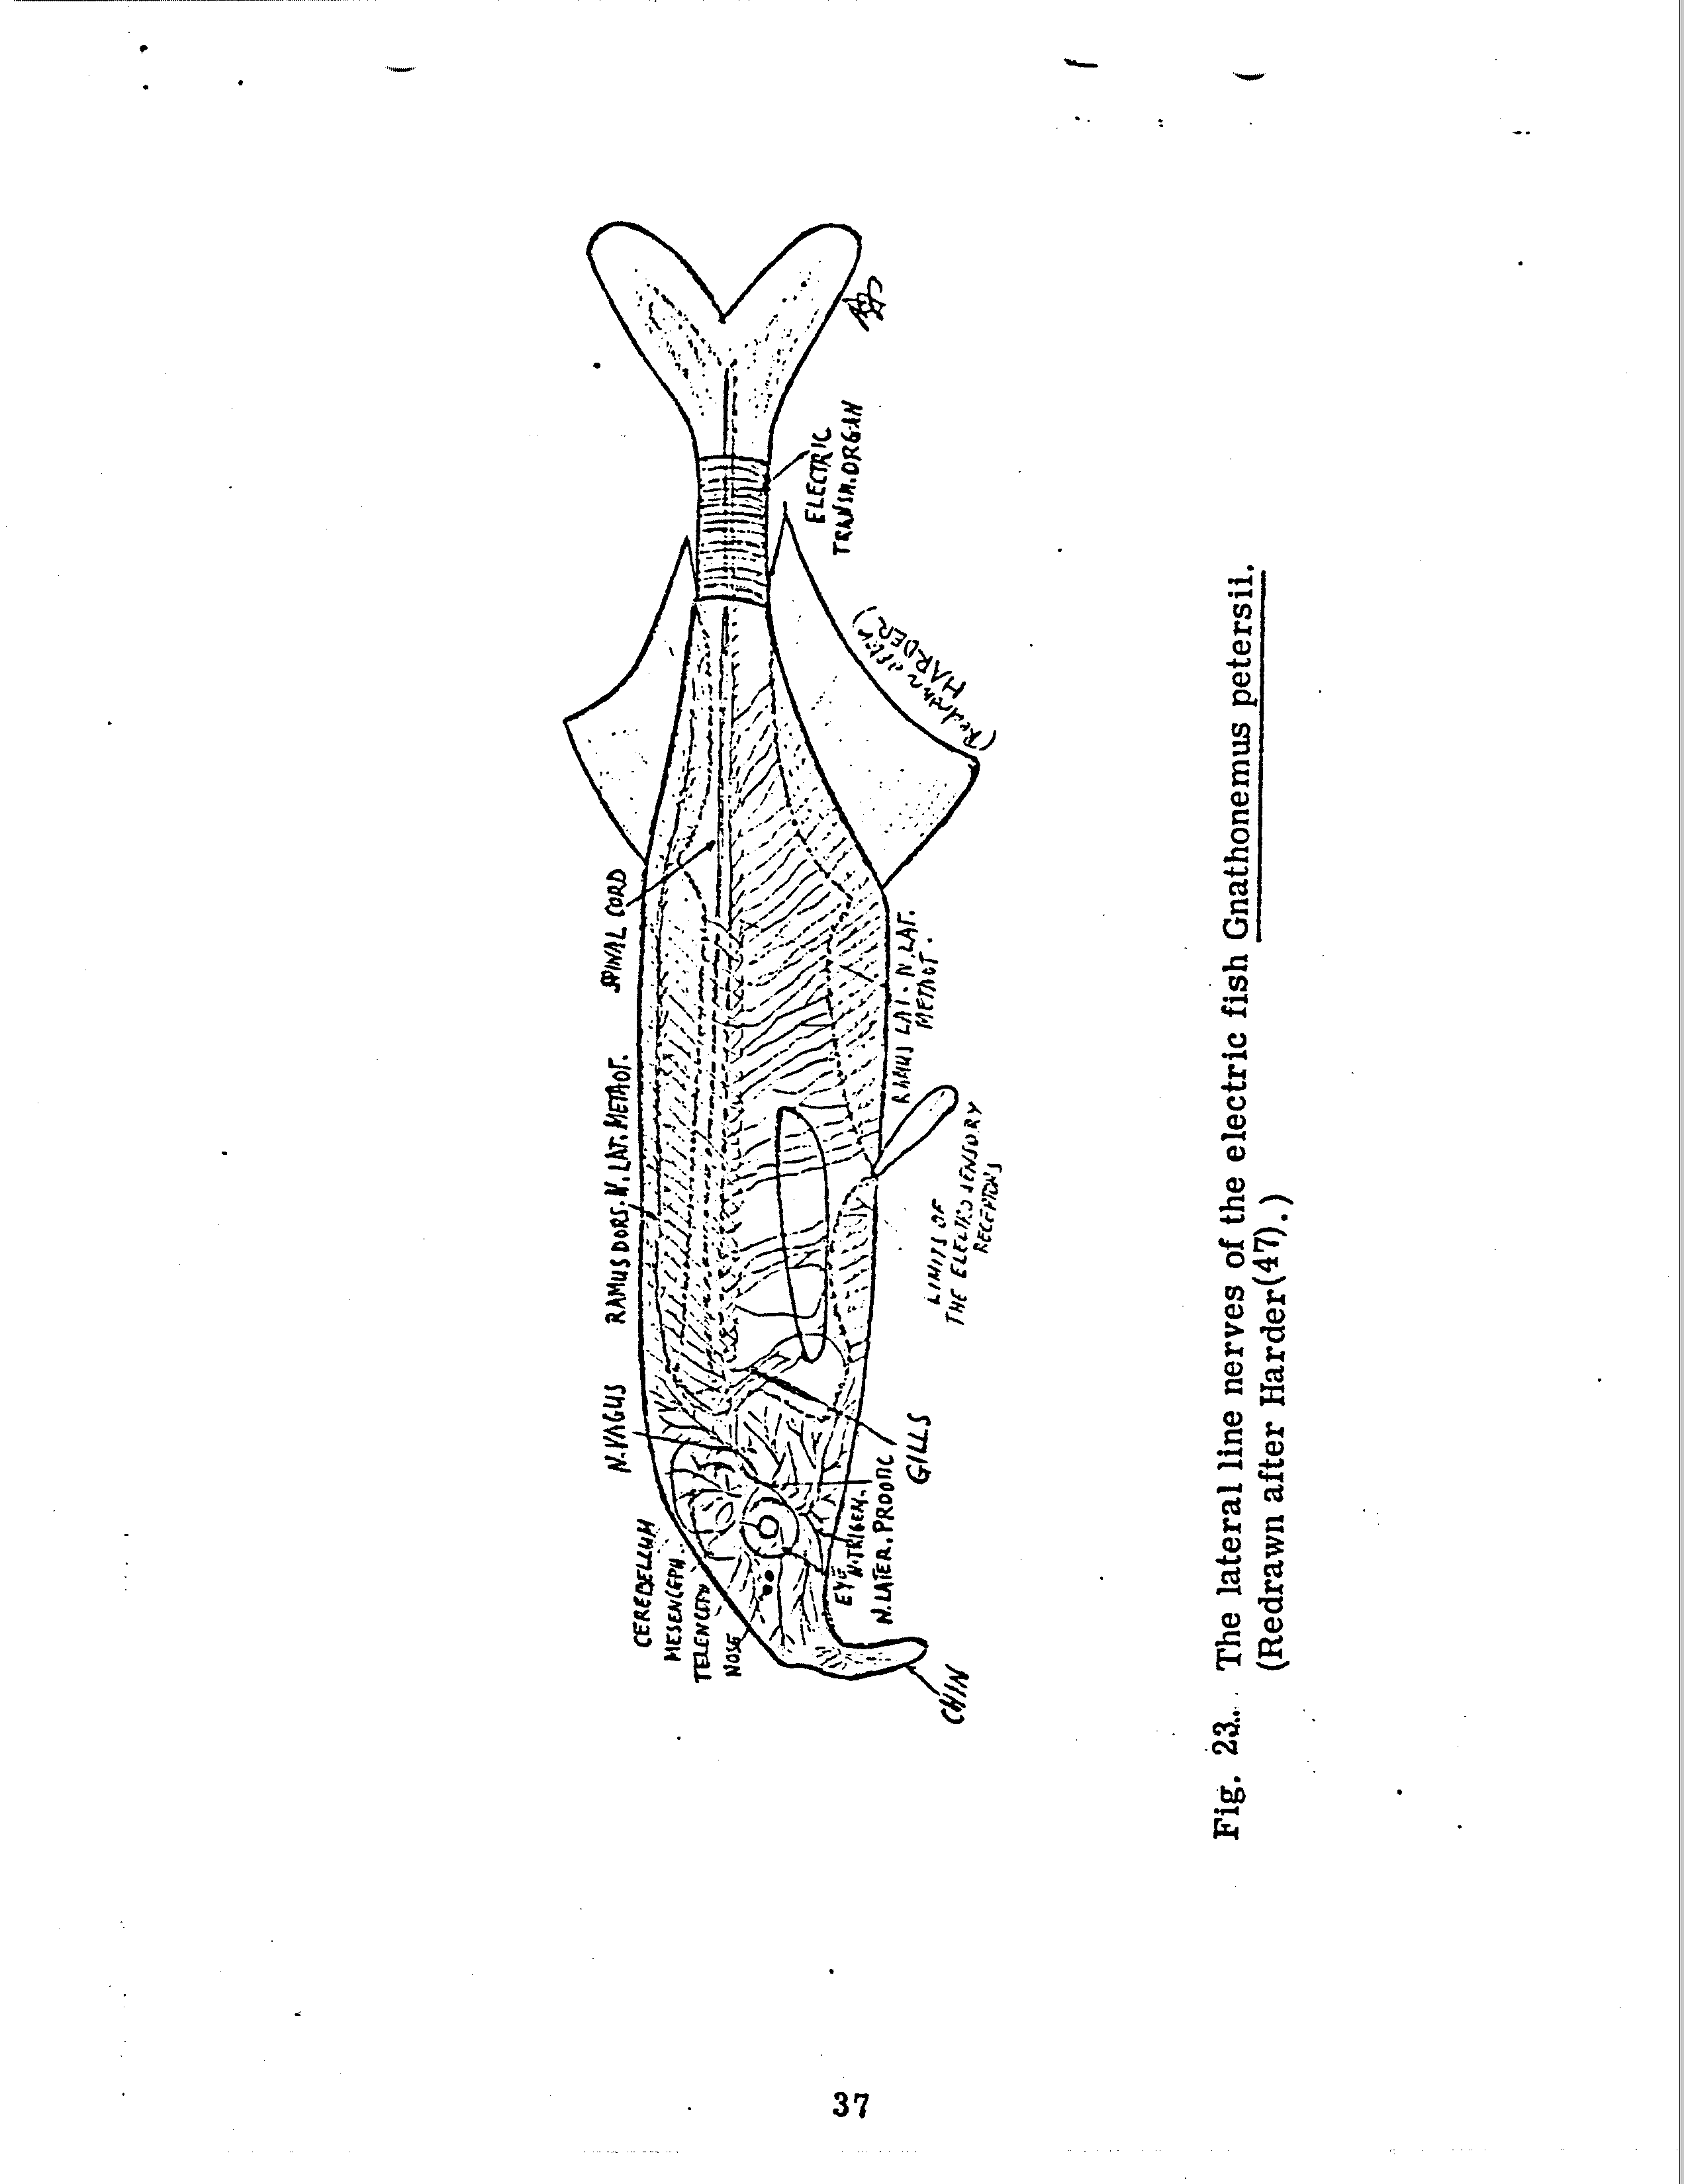 CEREBELLUM
MESENCEPH.
TELENCEPH
NOSE
N.VAGUS
RAMUS DORS. N. LAT. METAOT.
SPINAL CORD
CHIN
EYE
N.TRIGEM.
N.LATER.PROOTIC
GILLS
LIMITS OF
THE ELECTRO SENSORY
RECEPTORS
RAMUS LAT. N. LAT.
METAOT.
ELECTRIC
TRANSM.ORGAN
(Redrawn after
HARDER)
Fig. 23. The lateral line nerves of the electric fish Gnathonemus petersii.
(Redrawn after Harder(47).)
37